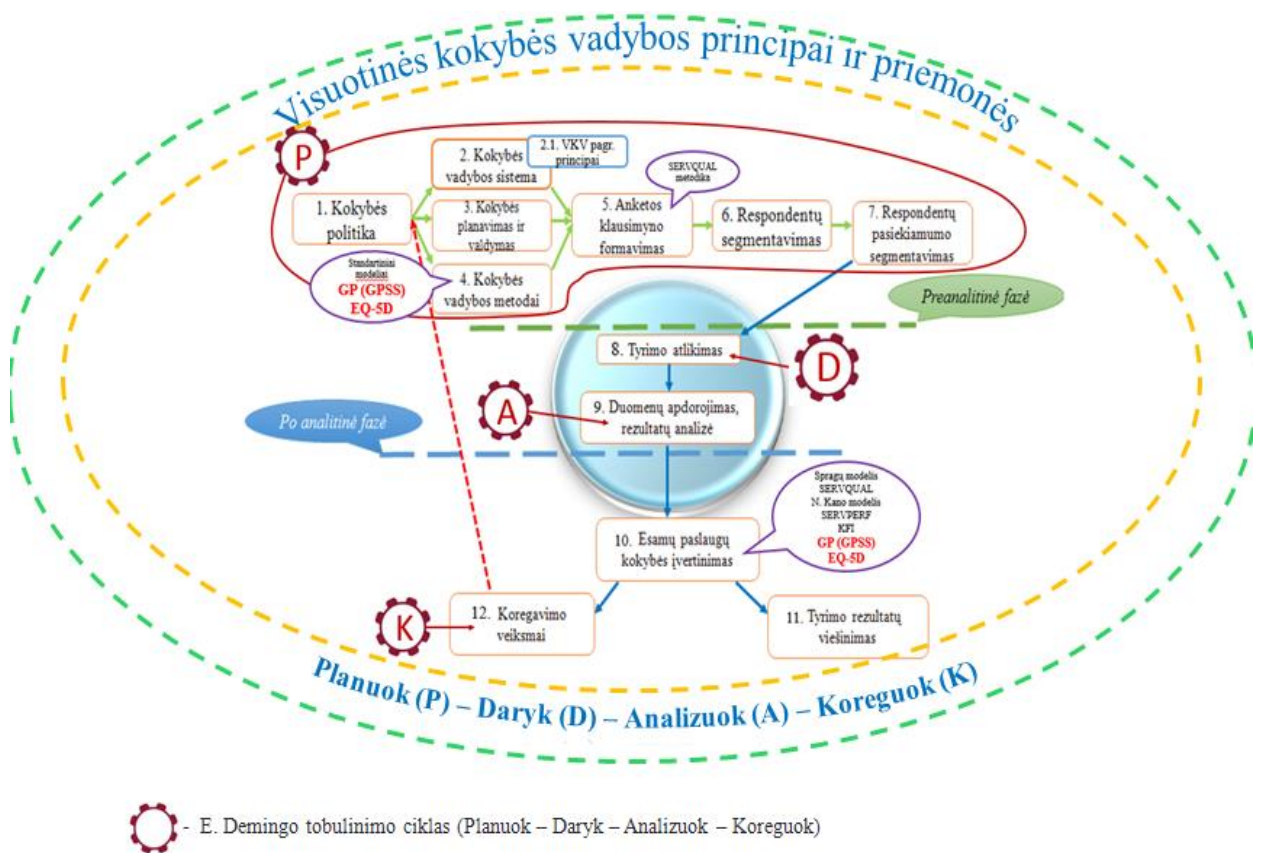 Visuotinės kokybės vadybos principai ir priemonės
P
2.1. VKV pagr.
principai
2. Kokybės
vadybos sistema
SERVQUAL
metodika
1. Kokybės
politika
3. Kokybės
planavimas ir
valdymas
5. Anketos
klausimyno
formavimas
6. Respondentų
segmentavimas
7. Respondentų
pasiekiamumo
segmentavimas
Standartiniai
modeliai
GP (GPSS)
EQ-5D
4. Kokybės
vadybos metodai
Preanalitinė fazė
8. Tyrimo atlikimas
D
A
9. Duomenų apdorojimas,
rezultatų analizė
Po analitinė fazė
Spragų modelis
SERVQUAL
N. Kano modelis
SERVPERF
KFI
GP (GPSS)
EQ-5D
10. Esamų paslaugų
kokybės įvertinimas
K
12. Koregavimo
veiksmai
11. Tyrimo rezultatų
viešinimas
Planuok (P) – Daryk (D) – Analizuok (A) – Koreguok (K)
- E. Demingo tobulinimo ciklas (Planuok – Daryk – Analizuok – Koreguok)